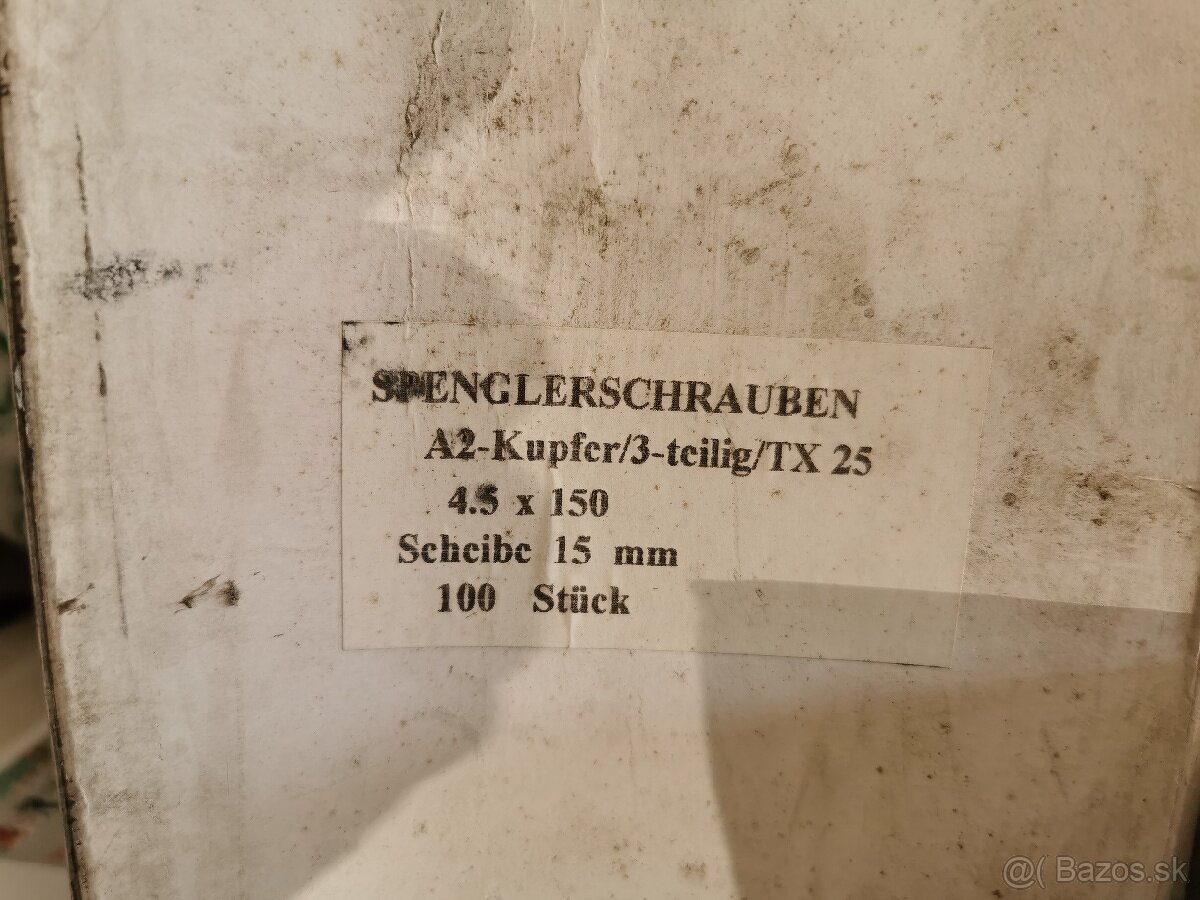 SPENGLERSCHRAUBEN
A2-Kupfer/3-teilig/TX 25
4.5 x 150
Scheibe 15 mm
100 Stück
@( Bazos.sk